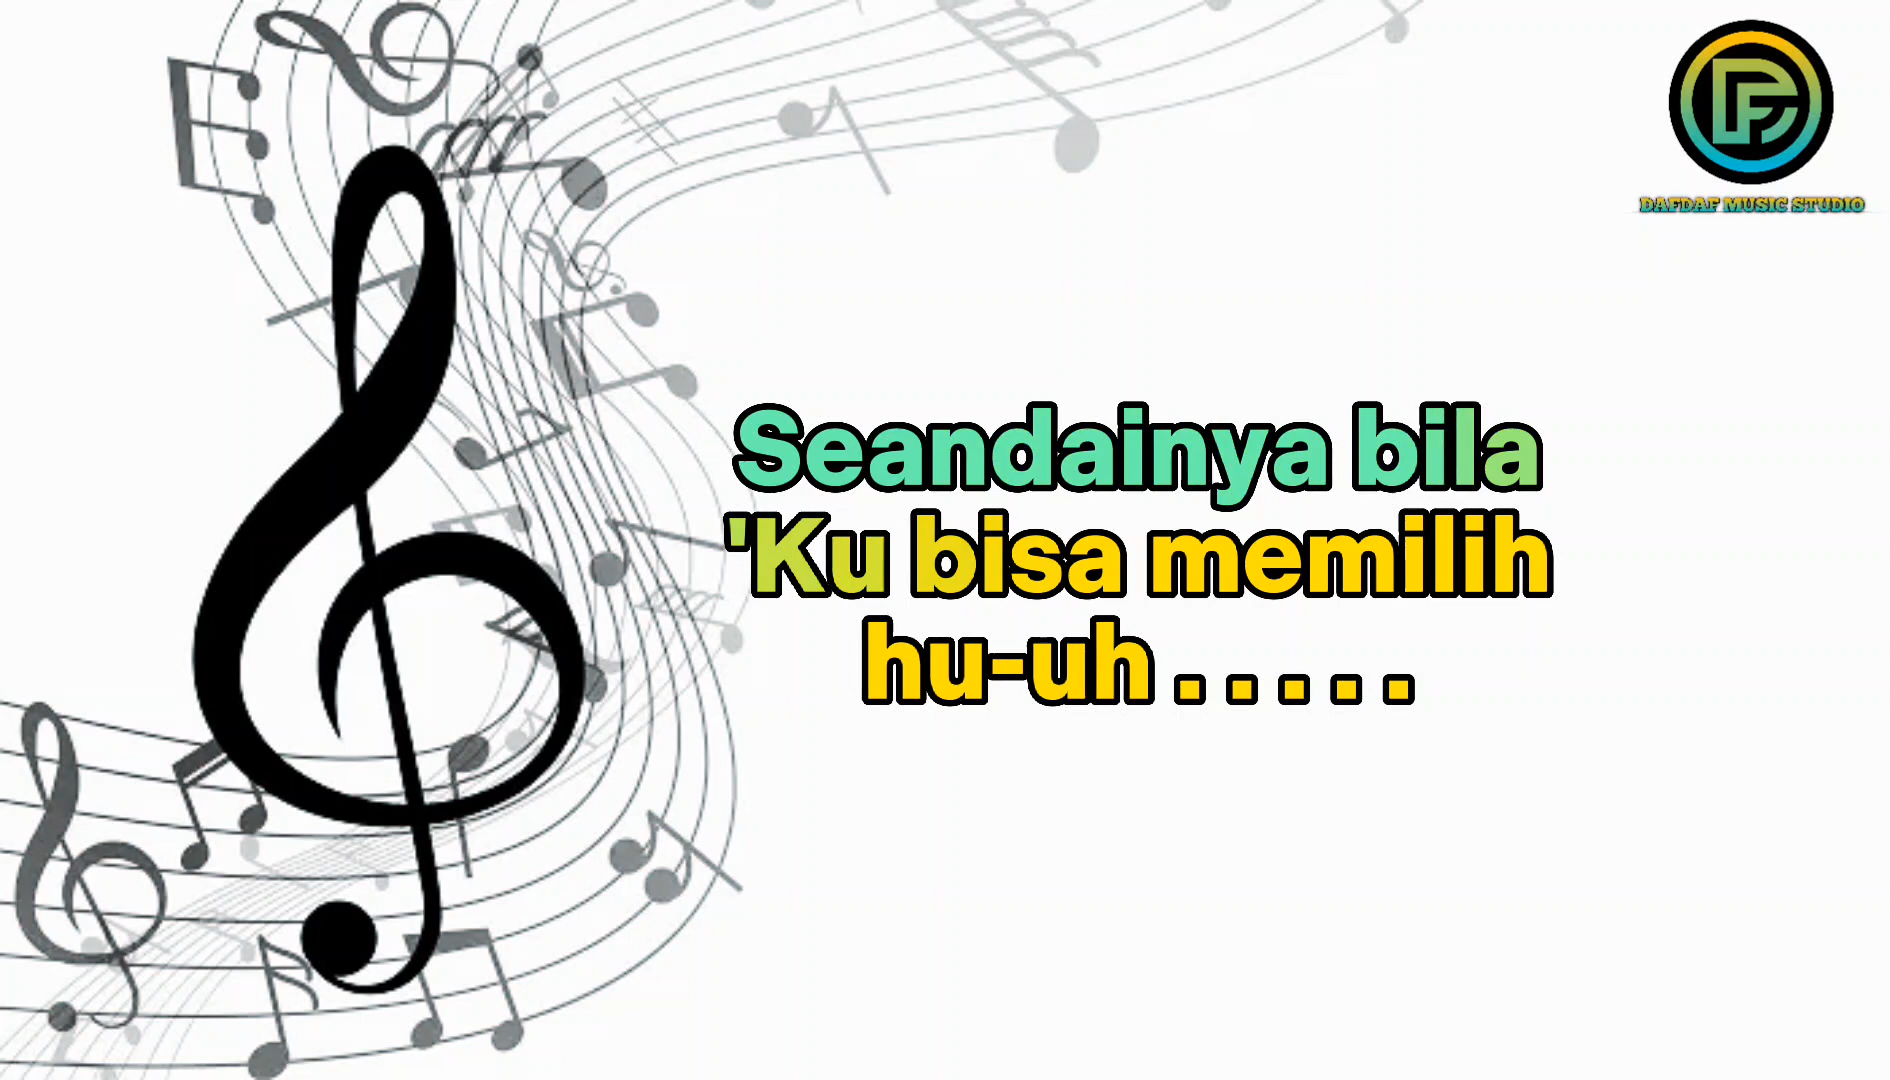 DAFDAF MUSIC STUDIO
Seandainya bila
'Ku bisa memilih
hu-uh . . . . .